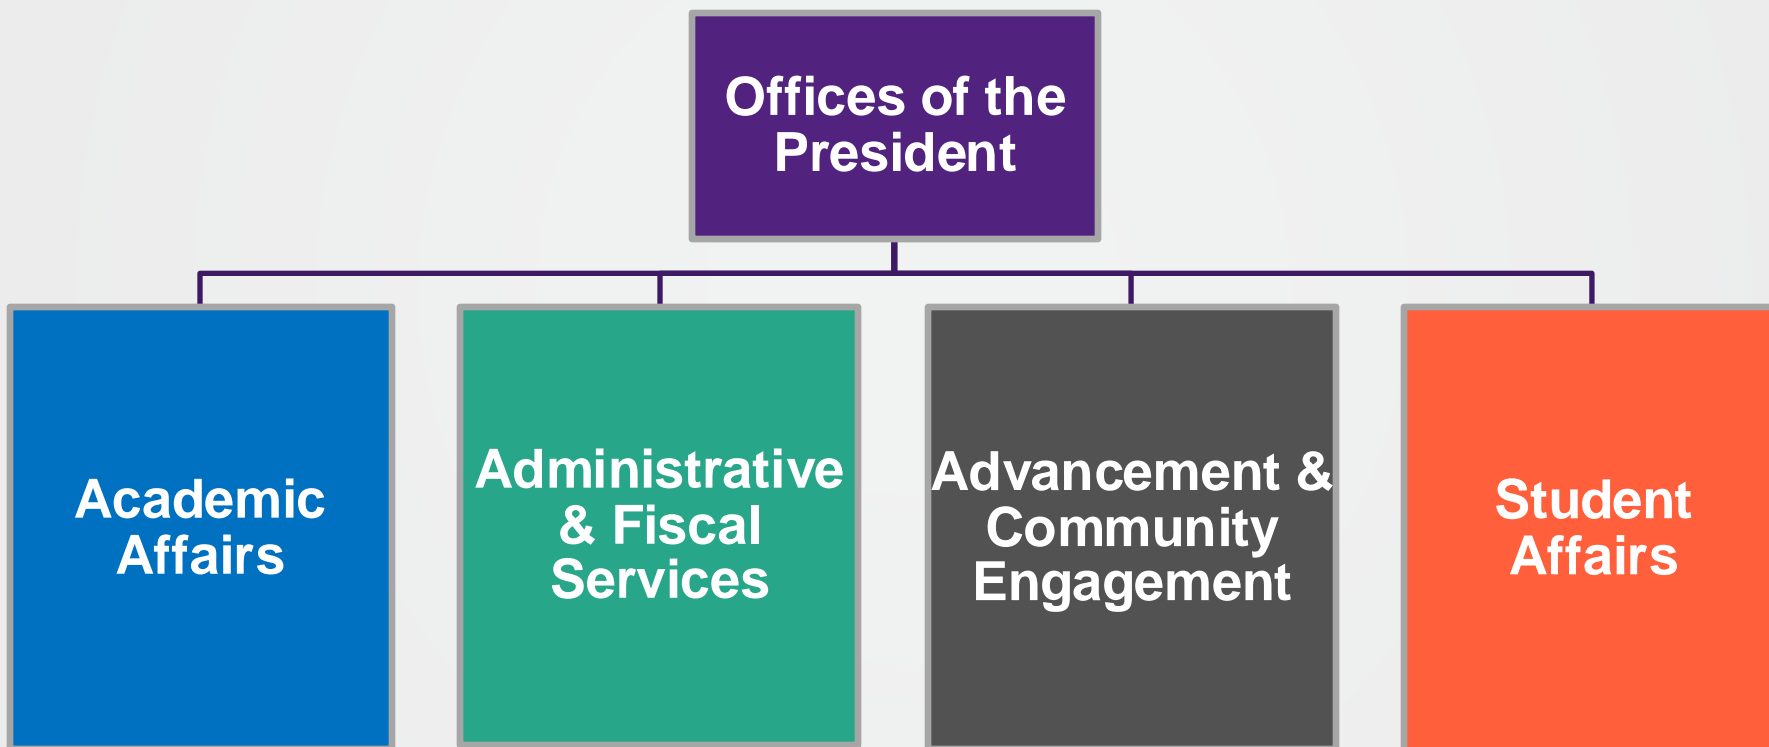 Offices of the
President
Academic
Affairs
Administrative
& Fiscal
Services
Advancement &
Community
Engagement
Student
Affairs